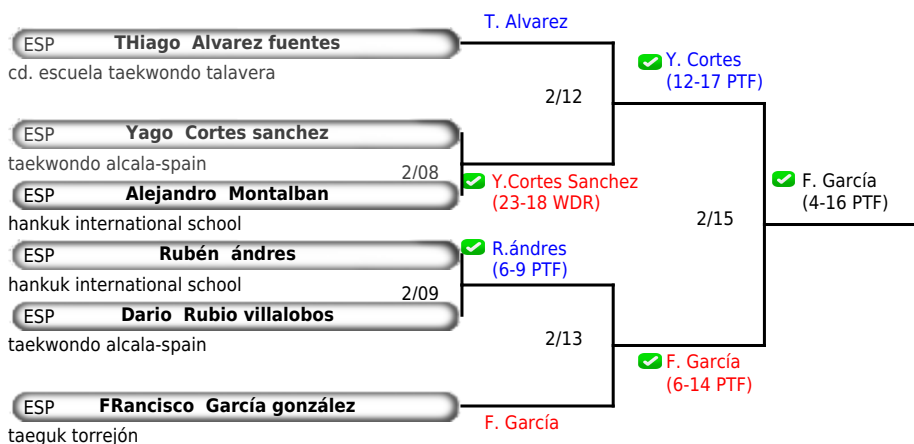 T. Alvarez
ESP THiago Alvarez fuentes
cd. escuela taekwondo talavera
Y. Cortes
(12-17 PTF)
2/12
ESP Yago Cortes sanchez
taekwondo alcala-spain
2/08
Y.Cortes Sanchez
(23-18 WDR)
ESP Alejandro Montalban
hankuk international school
F. García
(4-16 PTF)
2/15
ESP Rubén ándres
hankuk international school
R.ándres
(6-9 PTF)
2/09
ESP Dario Rubio villalobos
taekwondo alcala-spain
2/13
F. García
(6-14 PTF)
ESP FRancisco García gonzález
taeguk torrejón
F. García